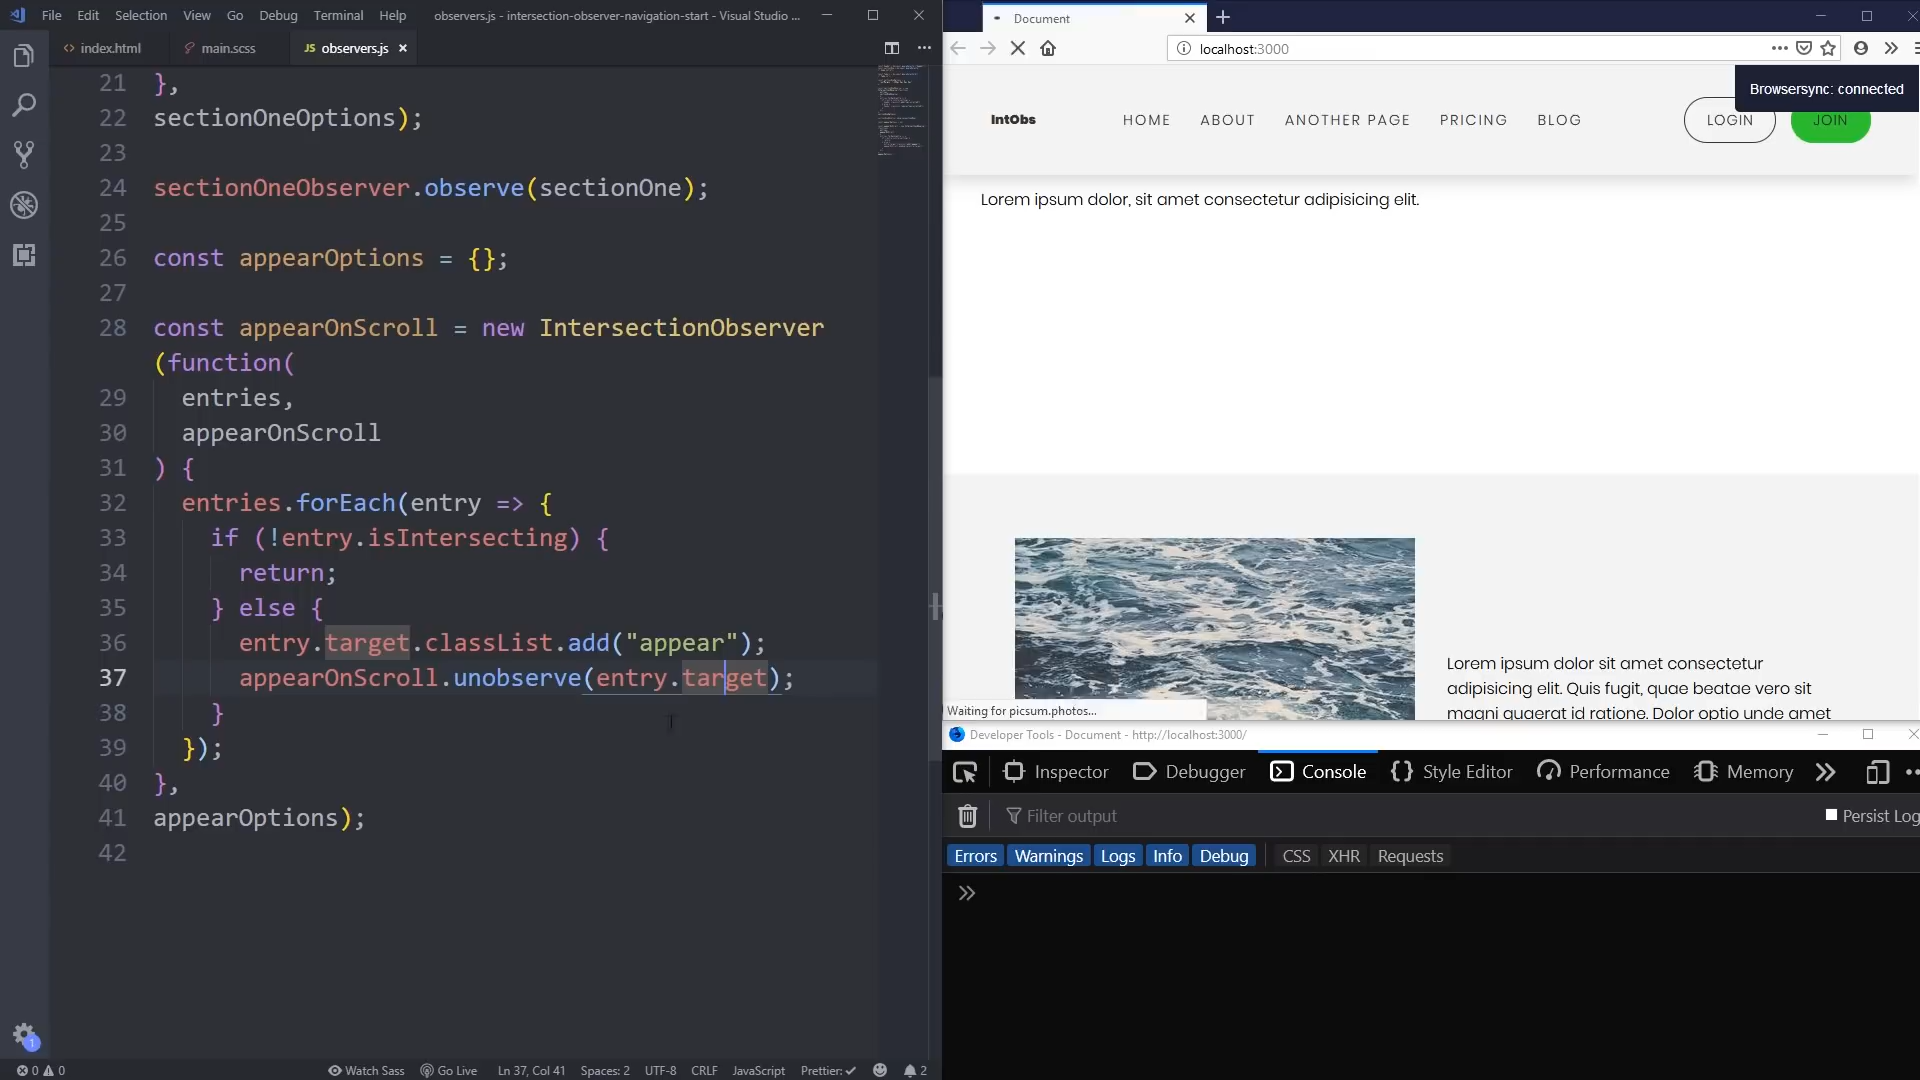 File Edit Selection View Go Debug Terminal Help observers.js - intersection-observer-navigation-start - Visual Studio ...
index.html main.scss JS observers.js
21 },
22 sectionOneOptions);
23
24 sectionOneObserver.observe(sectionOne);
25
26 const appearOptions = {};
27
28 const appearOnScroll = new IntersectionObserver
(function(
29 entries,
30 appearOnScroll
31 ) {
32 entries.forEach(entry => {
33 if (!entry.isIntersecting) {
34 return;
35 } else {
36 entry.target.classList.add("appear");
37 appearOnScroll.unobserve(entry.target);
38 }
39 });
40 },
41 appearOptions);
42
0 0 Watch Sass Go Live Ln 37, Col 41 Spaces: 2 UTF-8 CRLF JavaScript Prettier: 2
1
Document
localhost:3000
Browsersync: connected
IntObs HOME ABOUT ANOTHER PAGE PRICING BLOG LOGIN JOIN
Lorem ipsum dolor, sit amet consectetur adipisicing elit.
Lorem ipsum dolor sit amet consectetur
adipisicing elit. Quis fugit, quae beatae vero sit
magni quaerat id ratione. Dolor optio unde amet
Waiting for picsum.photos...
Developer Tools - Document - http://localhost:3000/
Inspector Debugger Console Style Editor Performance Memory
Filter output Persist Log
Errors Warnings Logs Info Debug CSS XHR Requests